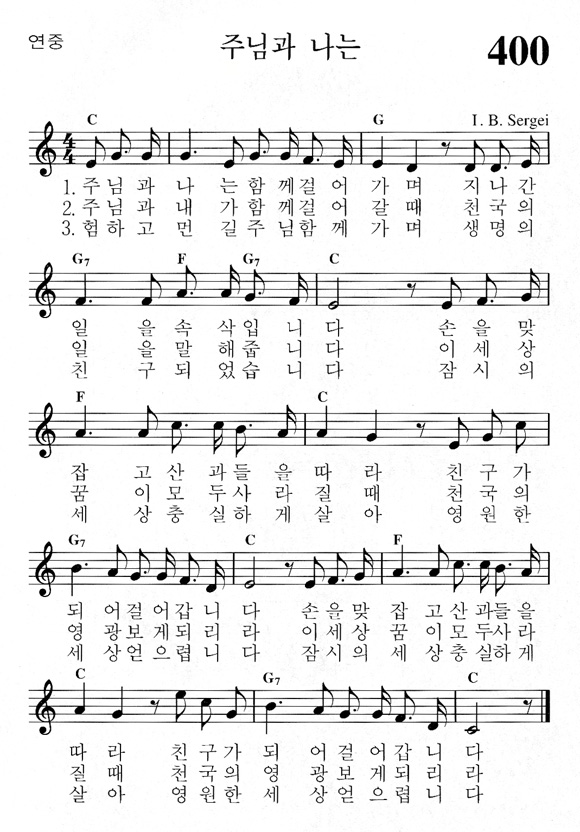 연중
주님과 나는
400
C G I. B. Sergei
4
4
1. 주님과 나 는함께걸어 가며 지나간
2. 주님과 내 가함께걸어 갈때 천국의
3. 험하고 먼 길주님함께 가며 생명의
G7 F G7 C
일 을속 삭입 니다 손을맞
일 을말 해줍 니다 이세상
친 구되 었습 니다 잠시의
F C
잡 고산 과들 을따 라 친구가
꿈 이모 두사 라질 때 천국의
세 상충 실하 게살 아 영원한
G7 C F
되 어걸어갑 니 다 손을맞 잡 고산과들을
영 광보게되 리 라 이세상 꿈 이모두사라
세 상얻으렵 니 다 잠시의 세 상충실하게
C G7 C
따 라 친구가 되 어걸어갑 니 다
질 때 천국의 영 광보게되 리 라
살 아 영원한 세 상얻으렵 니 다